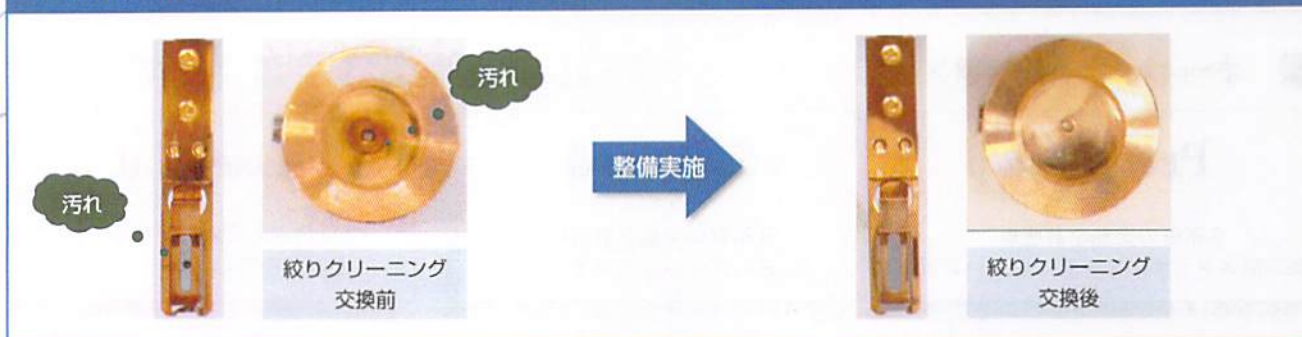 汚れ
汚れ
整備実施
絞りクリーニング
交換前
絞りクリーニング
交換後